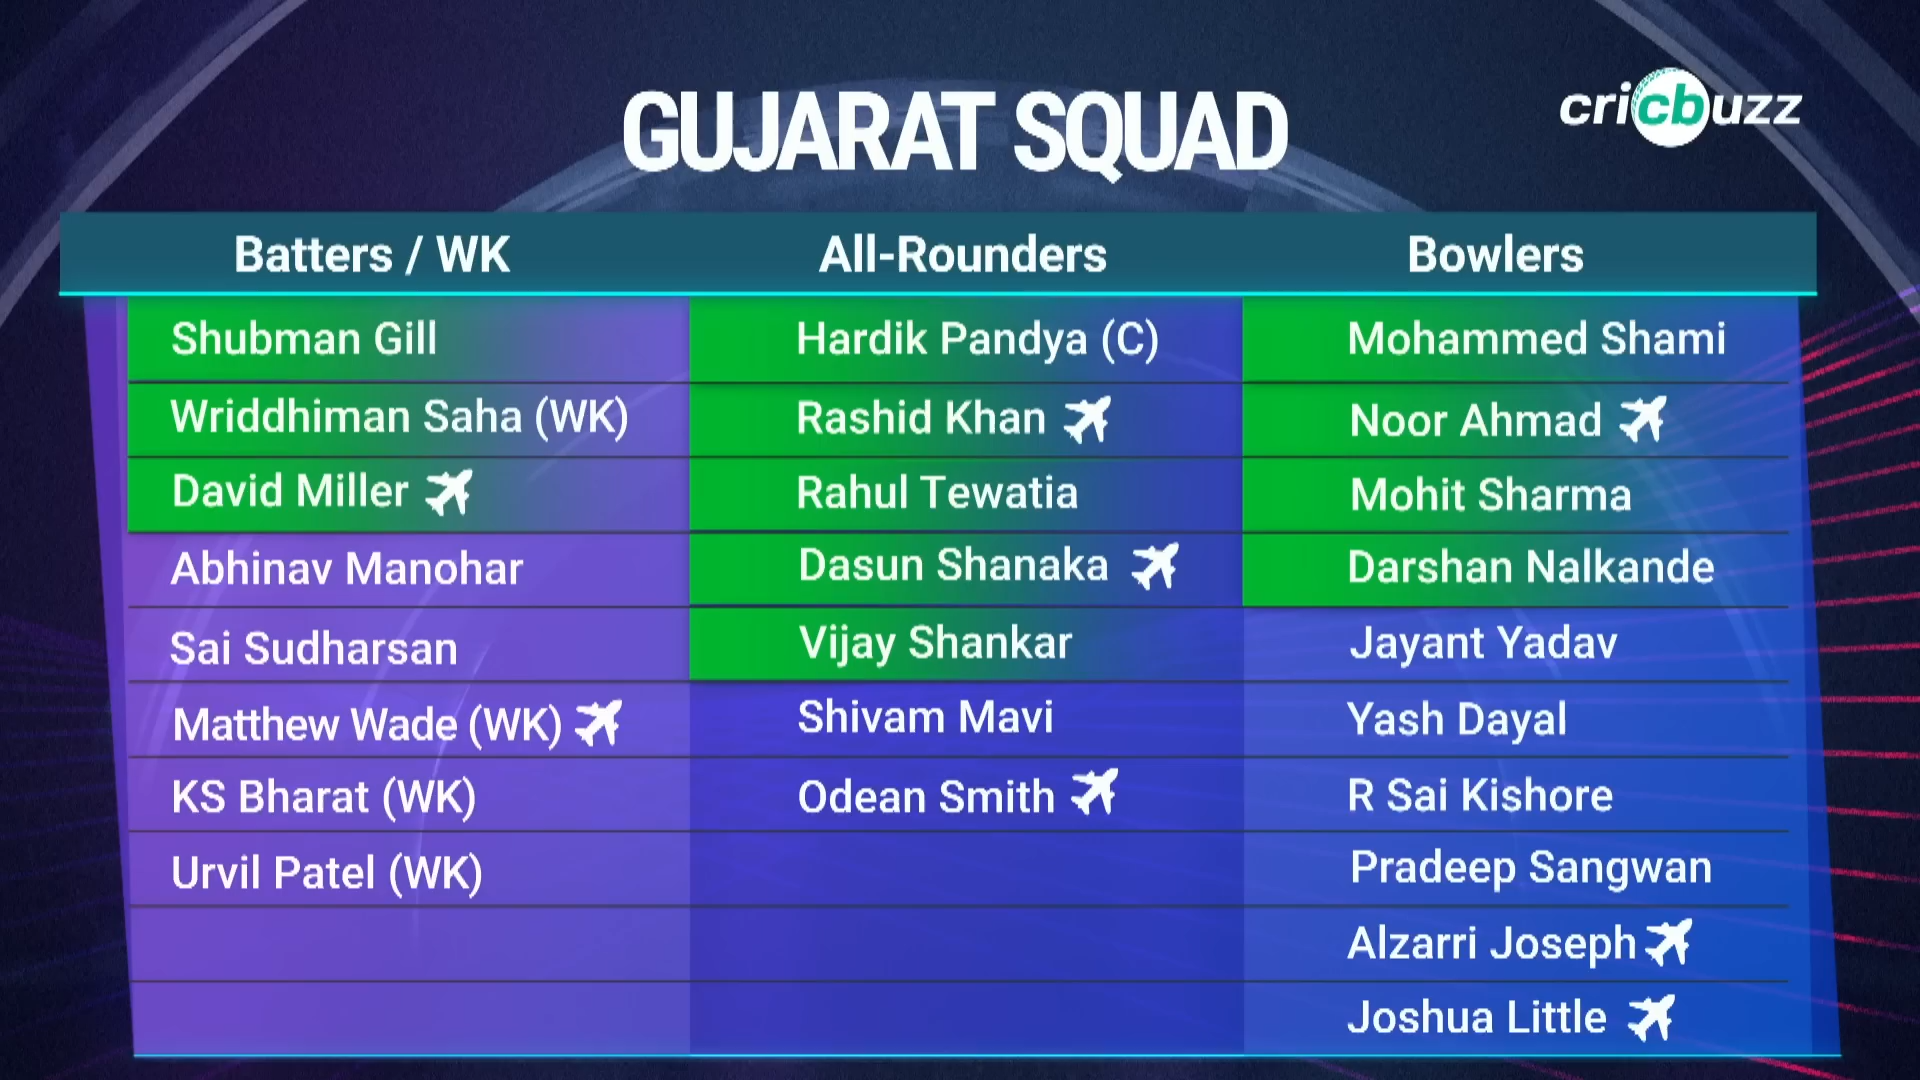 GUJARAT SQUAD
cricbuzz
Batters / WK
All-Rounders
Bowlers
Shubman Gill
Hardik Pandya (C)
Mohammed Shami
Wriddhiman Saha (WK)
Rashid Khan
Noor Ahmad
David Miller
Rahul Tewatia
Mohit Sharma
Abhinav Manohar
Dasun Shanaka
Darshan Nalkande
Sai Sudharsan
Vijay Shankar
Jayant Yadav
Matthew Wade (WK)
Shivam Mavi
Yash Dayal
KS Bharat (WK)
Odean Smith
R Sai Kishore
Urvil Patel (WK)
Pradeep Sangwan
Alzarri Joseph
Joshua Little